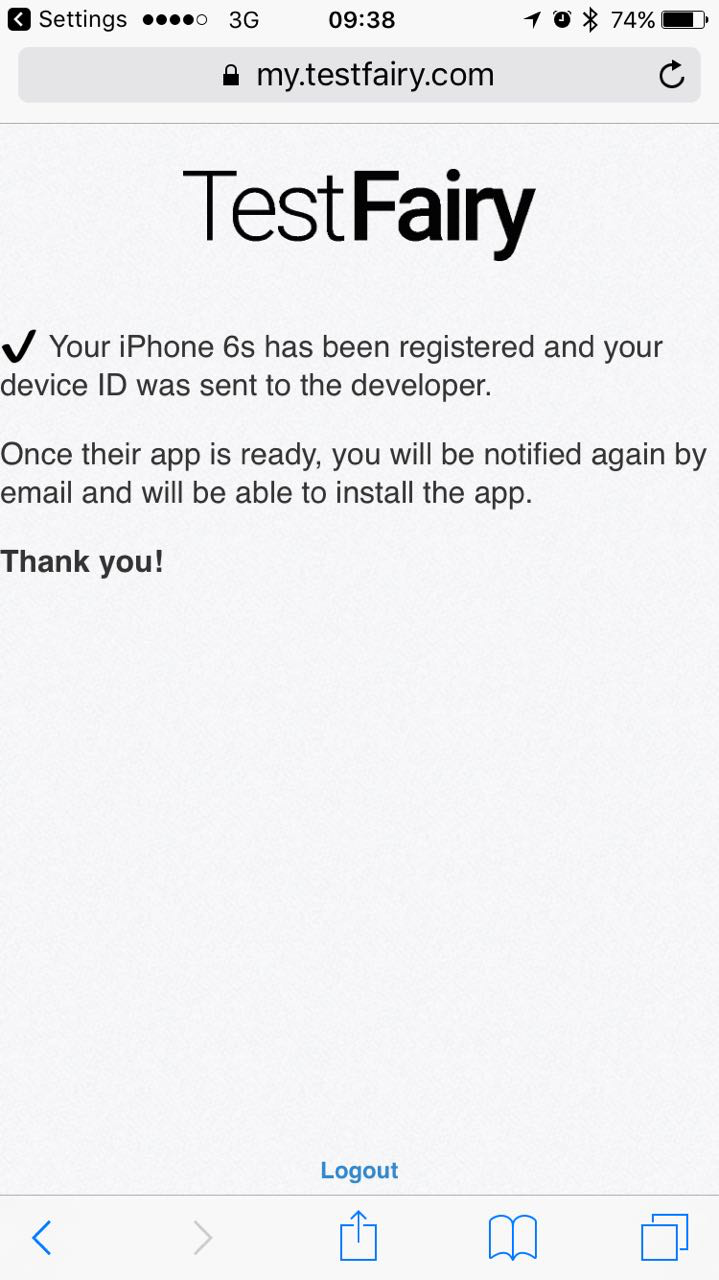 Settings 3G 09:38 74%
my.testfairy.com
TestFairy
✔ Your iPhone 6s has been registered and your
device ID was sent to the developer.
Once their app is ready, you will be notified again by
email and will be able to install the app.
Thank you!
Logout